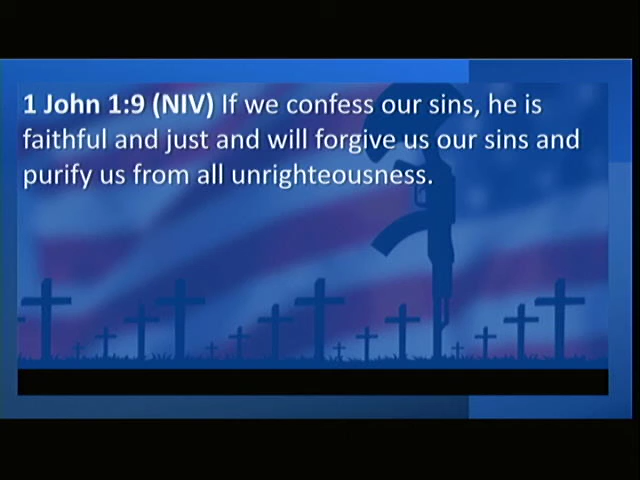 1 John 1:9 (NIV) If we confess our sins, he is
faithful and just and will forgive us our sins and
purify us from all unrighteousness.